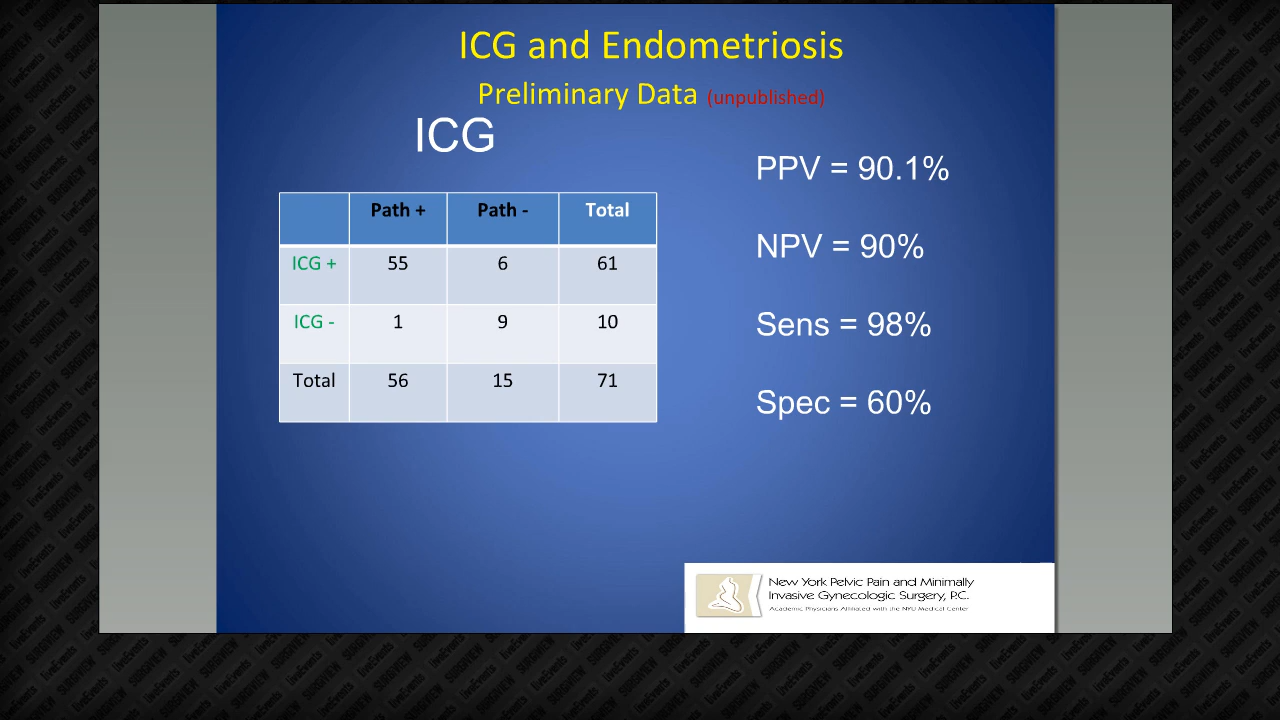 ICG and Endometriosis
Preliminary Data (unpublished)
ICG
Path + Path - Total
ICG + 55 6 61
ICG - 1 9 10
Total 56 15 71
PPV = 90.1%
NPV = 90%
Sens = 98%
Spec = 60%
New York Pelvic Pain and Minimally
Invasive Gynecologic Surgery, P.C.
Academic Physicians Affiliated with the NYU Medical Center